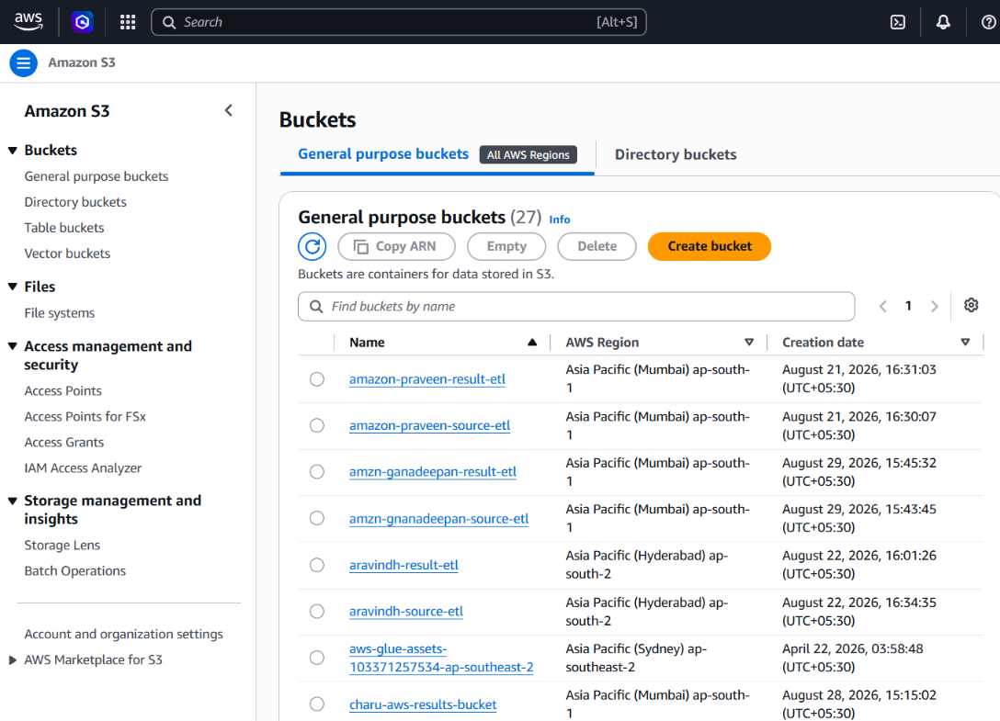 aws
Search
[Alt+S]
Amazon S3
Amazon S3
Buckets
General purpose buckets
Directory buckets
Table buckets
Vector buckets
Files
File systems
Access management and
security
Access Points
Access Points for FSx
Access Grants
IAM Access Analyzer
Storage management and
insights
Storage Lens
Batch Operations
Account and organization settings
AWS Marketplace for S3
Buckets
General purpose buckets All AWS Regions Directory buckets
General purpose buckets (27) Info
Copy ARN Empty Delete Create bucket
Buckets are containers for data stored in S3.
Find buckets by name 1
Name AWS Region Creation date
amazon-praveen-result-etl Asia Pacific (Mumbai) ap-south-1 August 21, 2026, 16:31:03 (UTC+05:30)
amazon-praveen-source-etl Asia Pacific (Mumbai) ap-south-1 August 21, 2026, 16:30:07 (UTC+05:30)
amzn-ganadeepan-result-etl Asia Pacific (Mumbai) ap-south-1 August 29, 2026, 15:45:32 (UTC+05:30)
amzn-gnanadeepan-source-etl Asia Pacific (Mumbai) ap-south-1 August 29, 2026, 15:43:45 (UTC+05:30)
aravindh-result-etl Asia Pacific (Hyderabad) ap-south-2 August 22, 2026, 16:01:26 (UTC+05:30)
aravindh-source-etl Asia Pacific (Hyderabad) ap-south-2 August 22, 2026, 16:34:35 (UTC+05:30)
aws-glue-assets-103371257534-ap-southeast-2 Asia Pacific (Sydney) ap-southeast-2 April 22, 2026, 03:58:48 (UTC+05:30)
charu-aws-results-bucket Asia Pacific (Mumbai) ap-south-1 August 28, 2026, 15:15:02 (UTC+05:30)